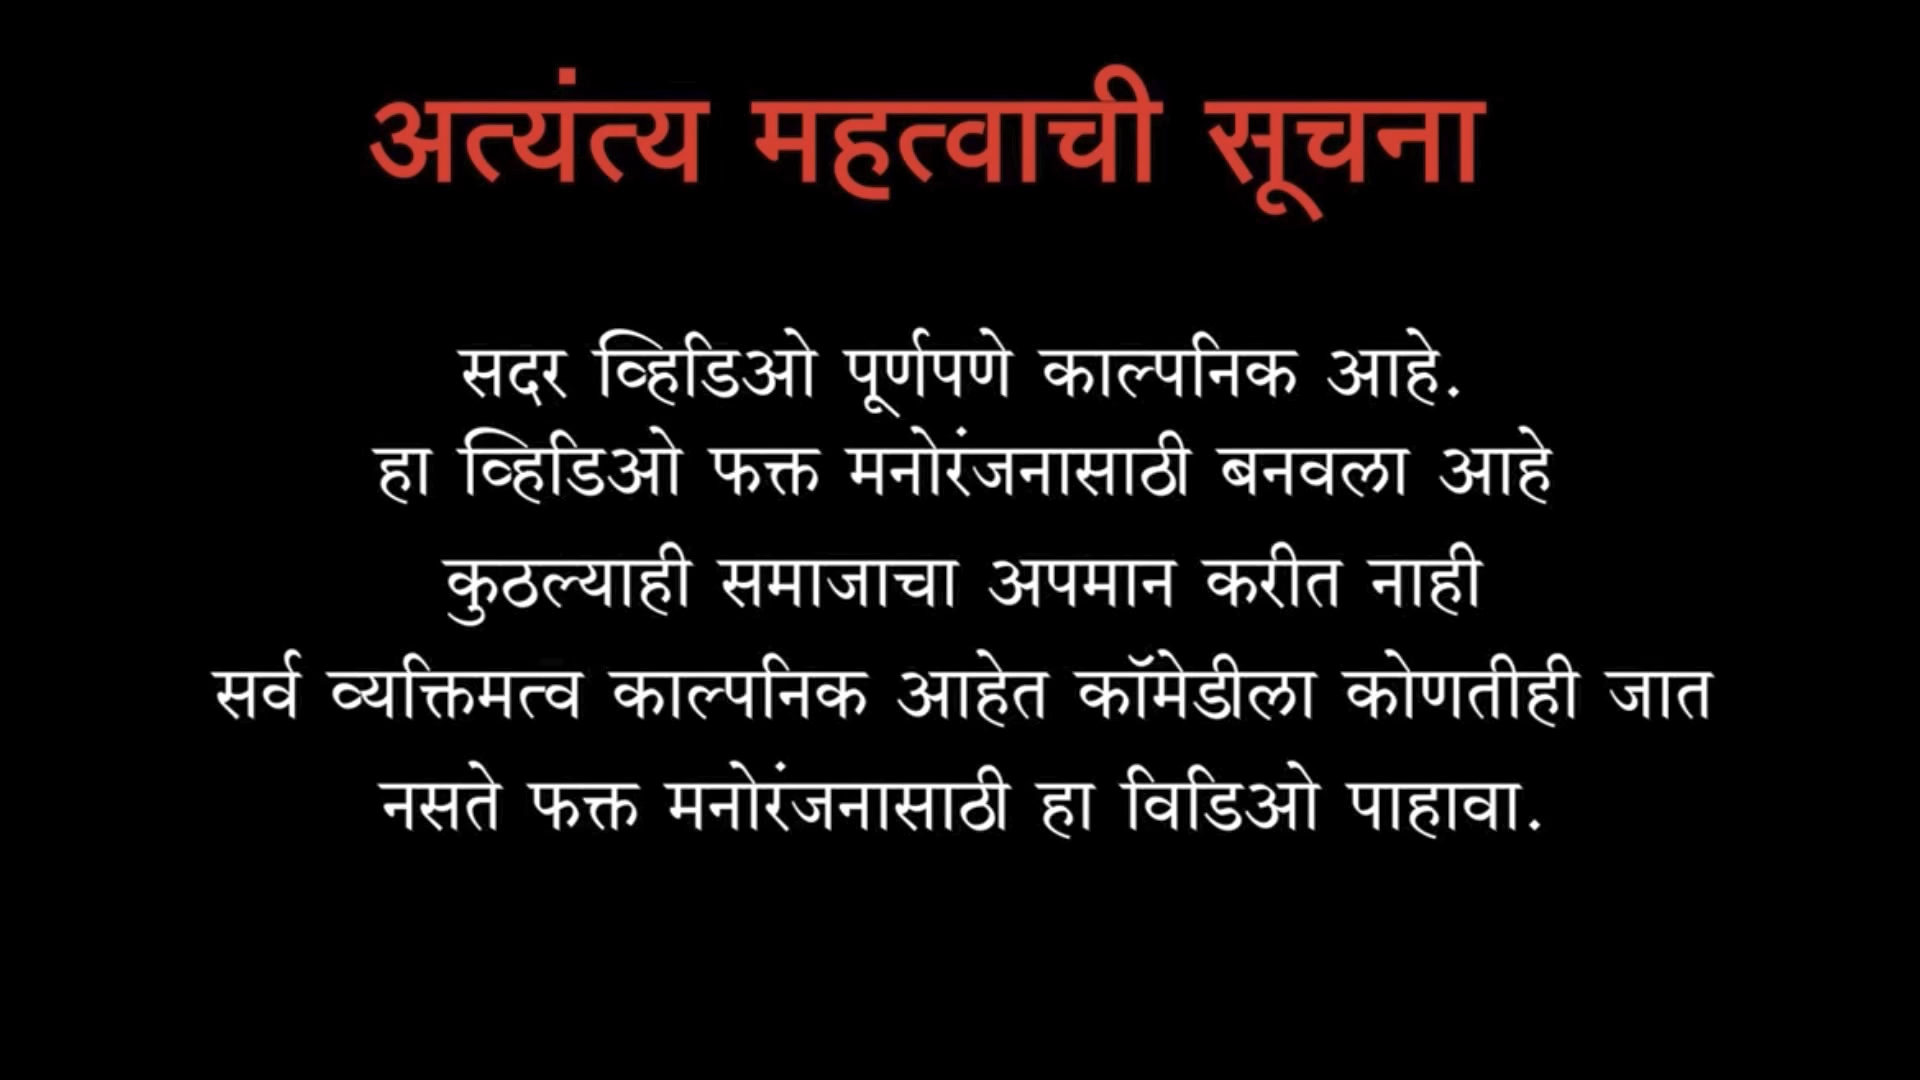 अत्यंत्य महत्वाची सूचना
सदर व्हिडिओ पूर्णपणे काल्पनिक आहे.
हा व्हिडिओ फक्त मनोरंजनासाठी बनवला आहे
कुठल्याही समाजाचा अपमान करीत नाही
सर्व व्यक्तिमत्व काल्पनिक आहेत कॉमेडीला कोणतीही जात
नसते फक्त मनोरंजनासाठी हा विडिओ पाहावा.